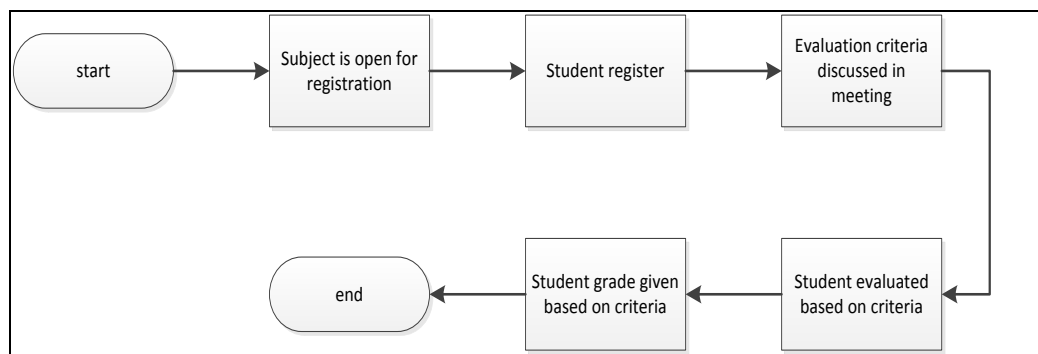 start
Subject is open for
registration
Student register
Evaluation criteria
discussed in
meeting
Student evaluated
based on criteria
Student grade given
based on criteria
end